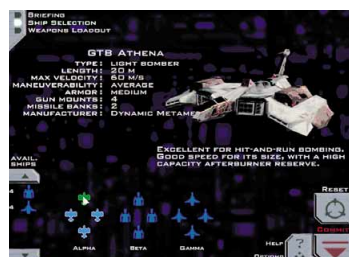 BRIEFING
SHIP SELECTION
WEAPONS LOADOUT
GTB ATHENA
TYPE: LIGHT BOMBER
LENGTH: 20 M
MAX VELOCITY: 60 M/S
MANEUVERABILITY: AVERAGE
ARMOR: MEDIUM
GUN MOUNTS: 4
MISSILE BANKS: 2
MANUFACTURER: DYNAMIC METAME
EXCELLENT FOR HIT-AND-RUN BOMBING.
GOOD SPEED FOR ITS SIZE, WITH A HIGH
CAPACITY AFTERBURNER RESERVE.
AVAIL.
SHIPS
4
4
ALPHA BETA GAMMA
RESET
COMMIT
HELP
?
OPTIONS